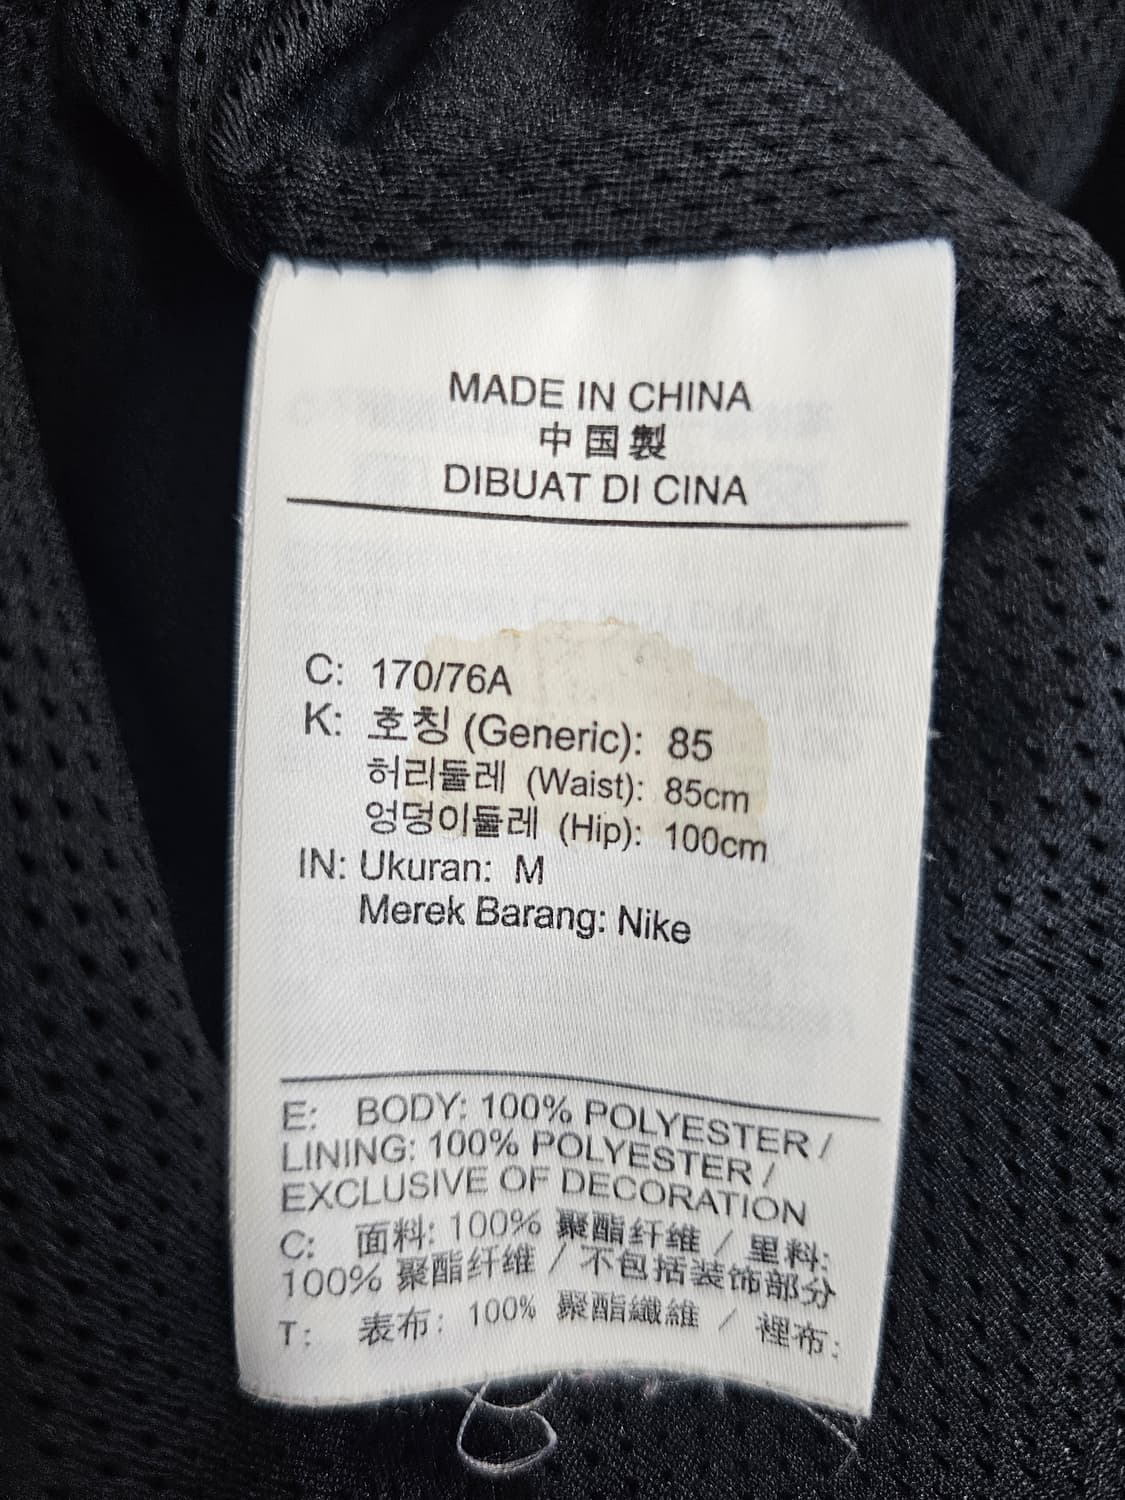 MADE IN CHINA
中国製
DIBUAT DI CINA
C: 170/76A
K: 호칭 (Generic): 85
허리둘레 (Waist): 85cm
엉덩이둘레 (Hip): 100cm
IN: Ukuran: M
Merek Barang: Nike
E: BODY: 100% POLYESTER /
LINING: 100% POLYESTER /
EXCLUSIVE OF DECORATION
C: 面料: 100% 聚酯纤维 / 里料:
100% 聚酯纤维 / 不包括装饰部分
T: 表布: 100% 聚酯纖維 / 裡布: